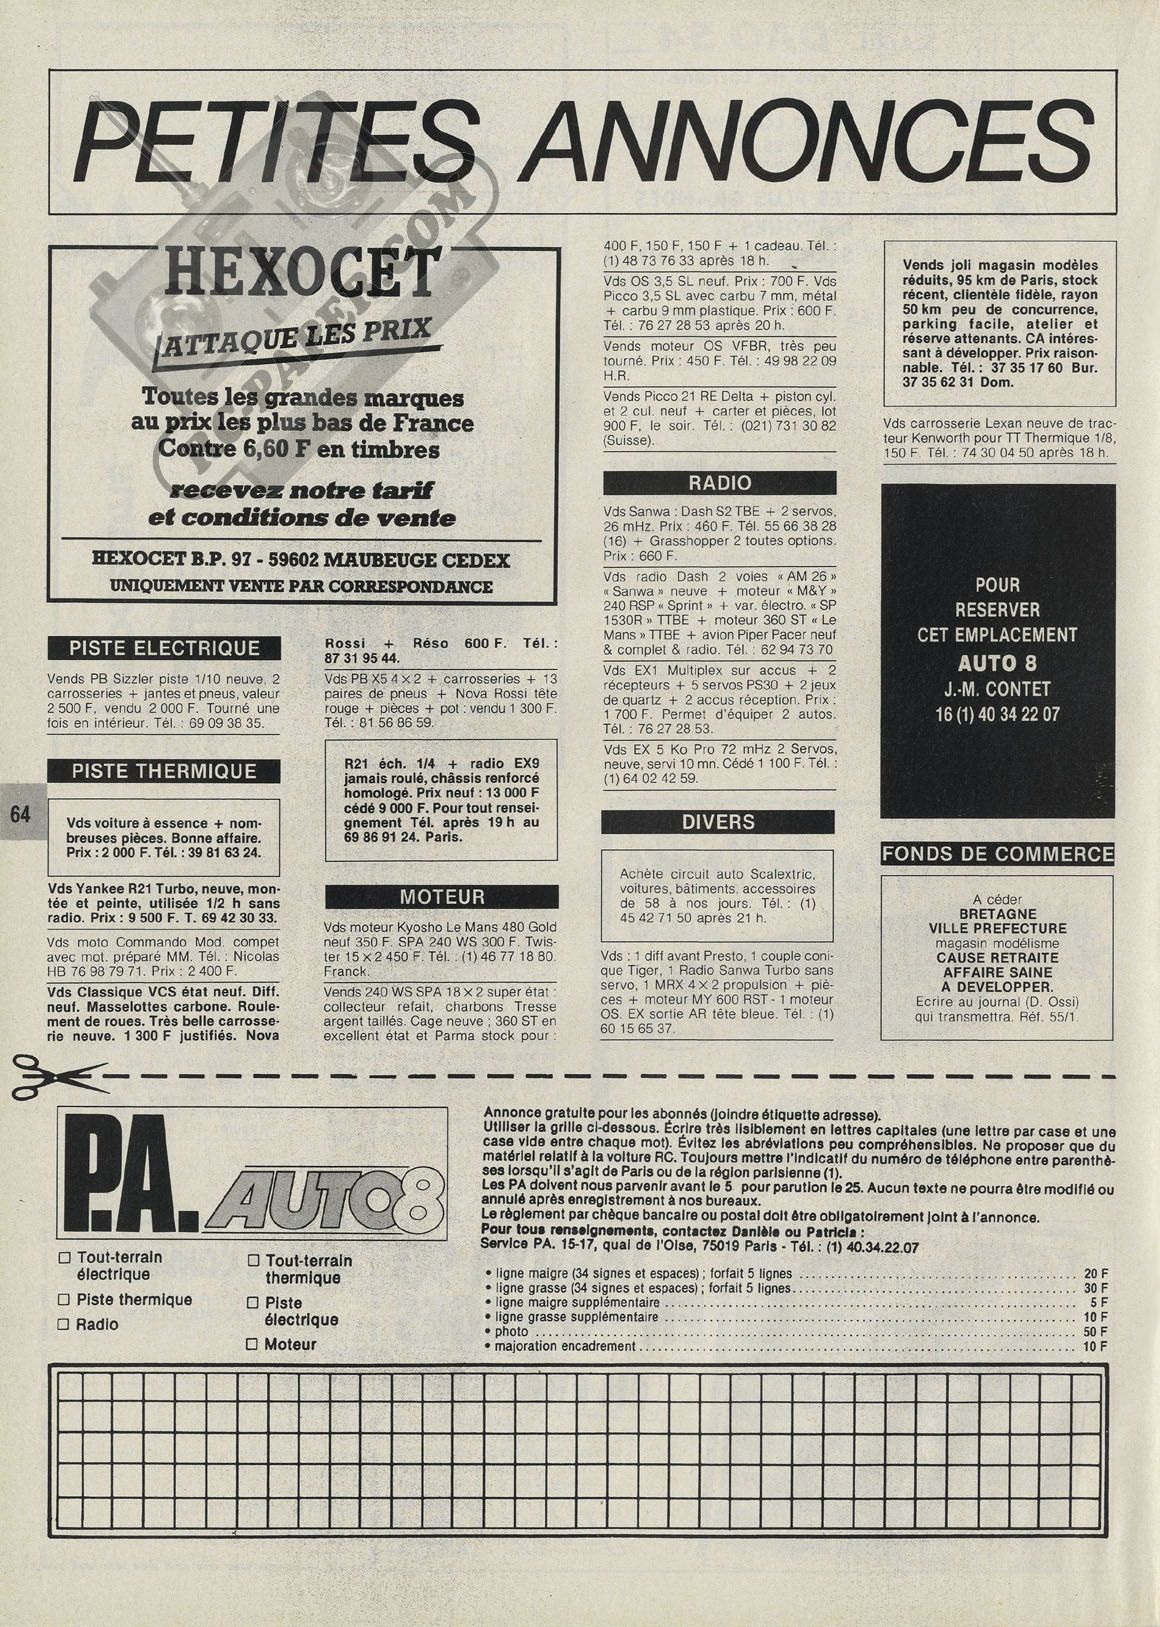 PETITES ANNONCES
HEXOCET
ATTAQUE LES PRIX
Toutes les grandes marques
au prix les plus bas de France
Contre 6,60 F en timbres
recevez notre tarif
et conditions de vente
HEXOCET B.P. 97 - 59602 MAUBEUGE CEDEX
UNIQUEMENT VENTE PAR CORRESPONDANCE
RC-PAPER.COM
64
PISTE ELECTRIQUE
Vends PB Sizzler piste 1/10 neuve, 2
carrosseries + jantes et pneus, valeur
2 500 F, vendu 2 000 F. Tourné une
fois en intérieur. Tél. : 69 09 38 35.
PISTE THERMIQUE
Vds voiture à essence + nom-
breuses pièces. Bonne affaire.
Prix : 2 000 F. Tél. : 39 81 63 24.
Vds Yankee R21 Turbo, neuve, mon-
tée et peinte, utilisée 1/2 h sans
radio. Prix : 9 500 F. T. 69 42 30 33.
Vds moto Commando Mod. compet
avec mot. préparé MM. Tél. : Nicolas
HB 76 98 79 71. Prix : 2 400 F.
Vds Classique VCS état neuf. Diff.
neuf. Masselottes carbone. Roule-
ment de roues. Très belle carrosse-
rie neuve. 1 300 F justifiés. Nova
Rossi + Réso 600 F. Tél. :
87 31 95 44.
Vds PB X5 4 × 2 + carrosseries + 13
paires de pneus + Nova Rossi tête
rouge + pièces + pot : vendu 1 300 F.
Tél. : 81 56 86 59.
R21 éch. 1/4 + radio EX9
jamais roulé, châssis renforcé
homologé. Prix neuf : 13 000 F
cédé 9 000 F. Pour tout rensei-
gnement Tél. après 19 h au
69 86 91 24. Paris.
MOTEUR
Vds moteur Kyosho Le Mans 480 Gold
neuf 350 F. SPA 240 WS 300 F. Twis-
ter 15 × 2 450 F. Tél. : (1) 46 77 18 80.
Franck.
Vends 240 WS SPA 18 × 2 super état :
collecteur refait, charbons Tresse
argent taillés. Cage neuve ; 360 ST en
excellent état et Parma stock pour :
400 F, 150 F, 150 F + 1 cadeau. Tél. :
(1) 48 73 76 33 après 18 h.
Vds OS 3,5 SL neuf. Prix : 700 F. Vds
Picco 3,5 SL avec carbu 7 mm, métal
+ carbu 9 mm plastique. Prix : 600 F.
Tél. : 76 27 28 53 après 20 h.
Vends moteur OS VFBR, très peu
tourné. Prix : 450 F. Tél. : 49 98 22 09
H.R.
Vends Picco 21 RE Delta + piston cyl.
et 2 cul. neuf + carter et pièces, lot
900 F, le soir. Tél. : (021) 731 30 82
(Suisse).
RADIO
Vds Sanwa : Dash S2 TBE + 2 servos,
26 mHz. Prix : 460 F. Tél. 55 66 38 28
(16) + Grasshopper 2 toutes options.
Prix : 660 F.
Vds radio Dash 2 voies « AM 26 »
« Sanwa » neuve + moteur « M&Y »
240 RSP « Sprint » + var. électro. « SP
1530R » TTBE + moteur 360 ST « Le
Mans » TTBE + avion Piper Pacer neuf
& complet & radio. Tél. : 62 94 73 70
Vds EX1 Multiplex sur accus + 2
récepteurs + 5 servos PS30 + 2 jeux
de quartz + 2 accus réception. Prix :
1 700 F. Permet d'équiper 2 autos.
Tél. : 76 27 28 53.
Vds EX 5 Ko Pro 72 mHz 2 Servos,
neuve, servi 10 mn. Cédé 1 100 F. Tél. :
(1) 64 02 42 59.
DIVERS
Achète circuit auto Scalextric,
voitures, bâtiments, accessoires
de 58 à nos jours. Tél. : (1)
45 42 71 50 après 21 h.
Vds : 1 diff avant Presto, 1 couple coni-
que Tiger, 1 Radio Sanwa Turbo sans
servo, 1 MRX 4 × 2 propulsion + piè-
ces + moteur MY 600 RST - 1 moteur
OS. EX sortie AR tête bleue. Tél. : (1)
60 15 65 37.
Vends joli magasin modèles
réduits, 95 km de Paris, stock
récent, clientèle fidèle, rayon
50 km peu de concurrence,
parking facile, atelier et
réserve attenants. CA intéres-
sant à développer. Prix raison-
nable. Tél. : 37 35 17 60 Bur.
37 35 62 31 Dom.
Vds carrosserie Lexan neuve de trac-
teur Kenworth pour TT Thermique 1/8,
150 F. Tél. : 74 30 04 50 après 18 h.
POUR
RESERVER
CET EMPLACEMENT
AUTO 8
J.-M. CONTET
16 (1) 40 34 22 07
FONDS DE COMMERCE
A céder
BRETAGNE
VILLE PREFECTURE
magasin modélisme
CAUSE RETRAITE
AFFAIRE SAINE
A DEVELOPPER.
Ecrire au journal (D. Ossi)
qui transmettra. Réf. 55/1.
P.A. AUTO8
Annonce gratuite pour les abonnés (joindre étiquette adresse).
Utiliser la grille ci-dessous. Écrire très lisiblement en lettres capitales (une lettre par case et une
case vide entre chaque mot). Évitez les abréviations peu compréhensibles. Ne proposer que du
matériel relatif à la voiture RC. Toujours mettre l'indicatif du numéro de téléphone entre parenthè-
ses lorsqu'il s'agit de Paris ou de la région parisienne (1).
Les PA doivent nous parvenir avant le 5 pour parution le 25. Aucun texte ne pourra être modifié ou
annulé après enregistrement à nos bureaux.
Le règlement par chèque bancaire ou postal doit être obligatoirement joint à l'annonce.
Pour tous renseignements, contactez Danièle ou Patricia :
Service PA. 15-17, quai de l'Oise, 75019 Paris - Tél. : (1) 40.34.22.07
☐ Tout-terrain
électrique
☐ Piste thermique
☐ Radio
☐ Tout-terrain
thermique
☐ Piste
électrique
☐ Moteur
• ligne maigre (34 signes et espaces) ; forfait 5 lignes ........ 20 F
• ligne grasse (34 signes et espaces) ; forfait 5 lignes ........ 30 F
• ligne maigre supplémentaire ........ 5 F
• ligne grasse supplémentaire ........ 10 F
• photo ........ 50 F
• majoration encadrement ........ 10 F